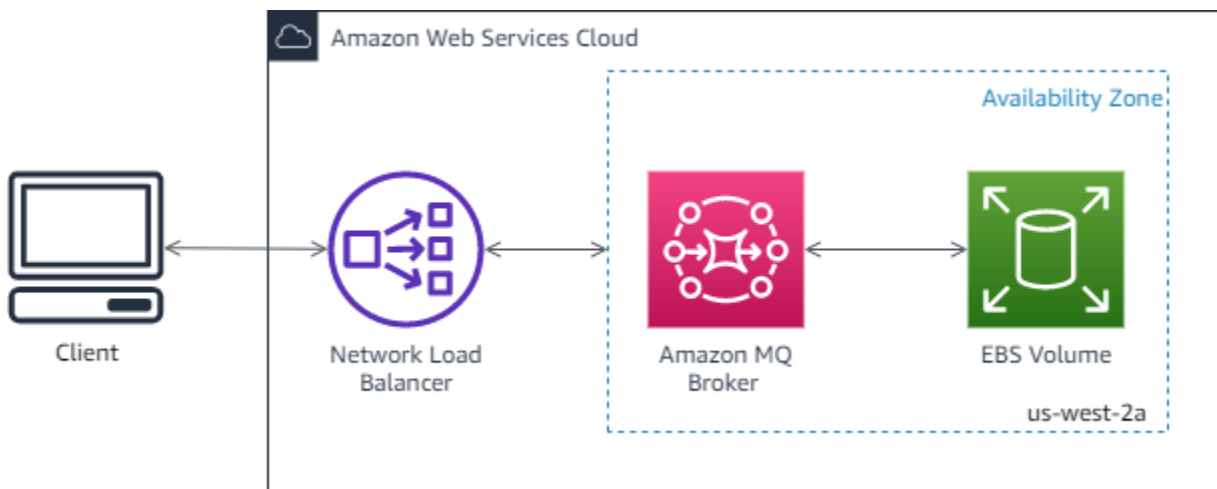 Amazon Web Services Cloud
Availability Zone
Client
Network Load
Balancer
Amazon MQ
Broker
EBS Volume
us-west-2a